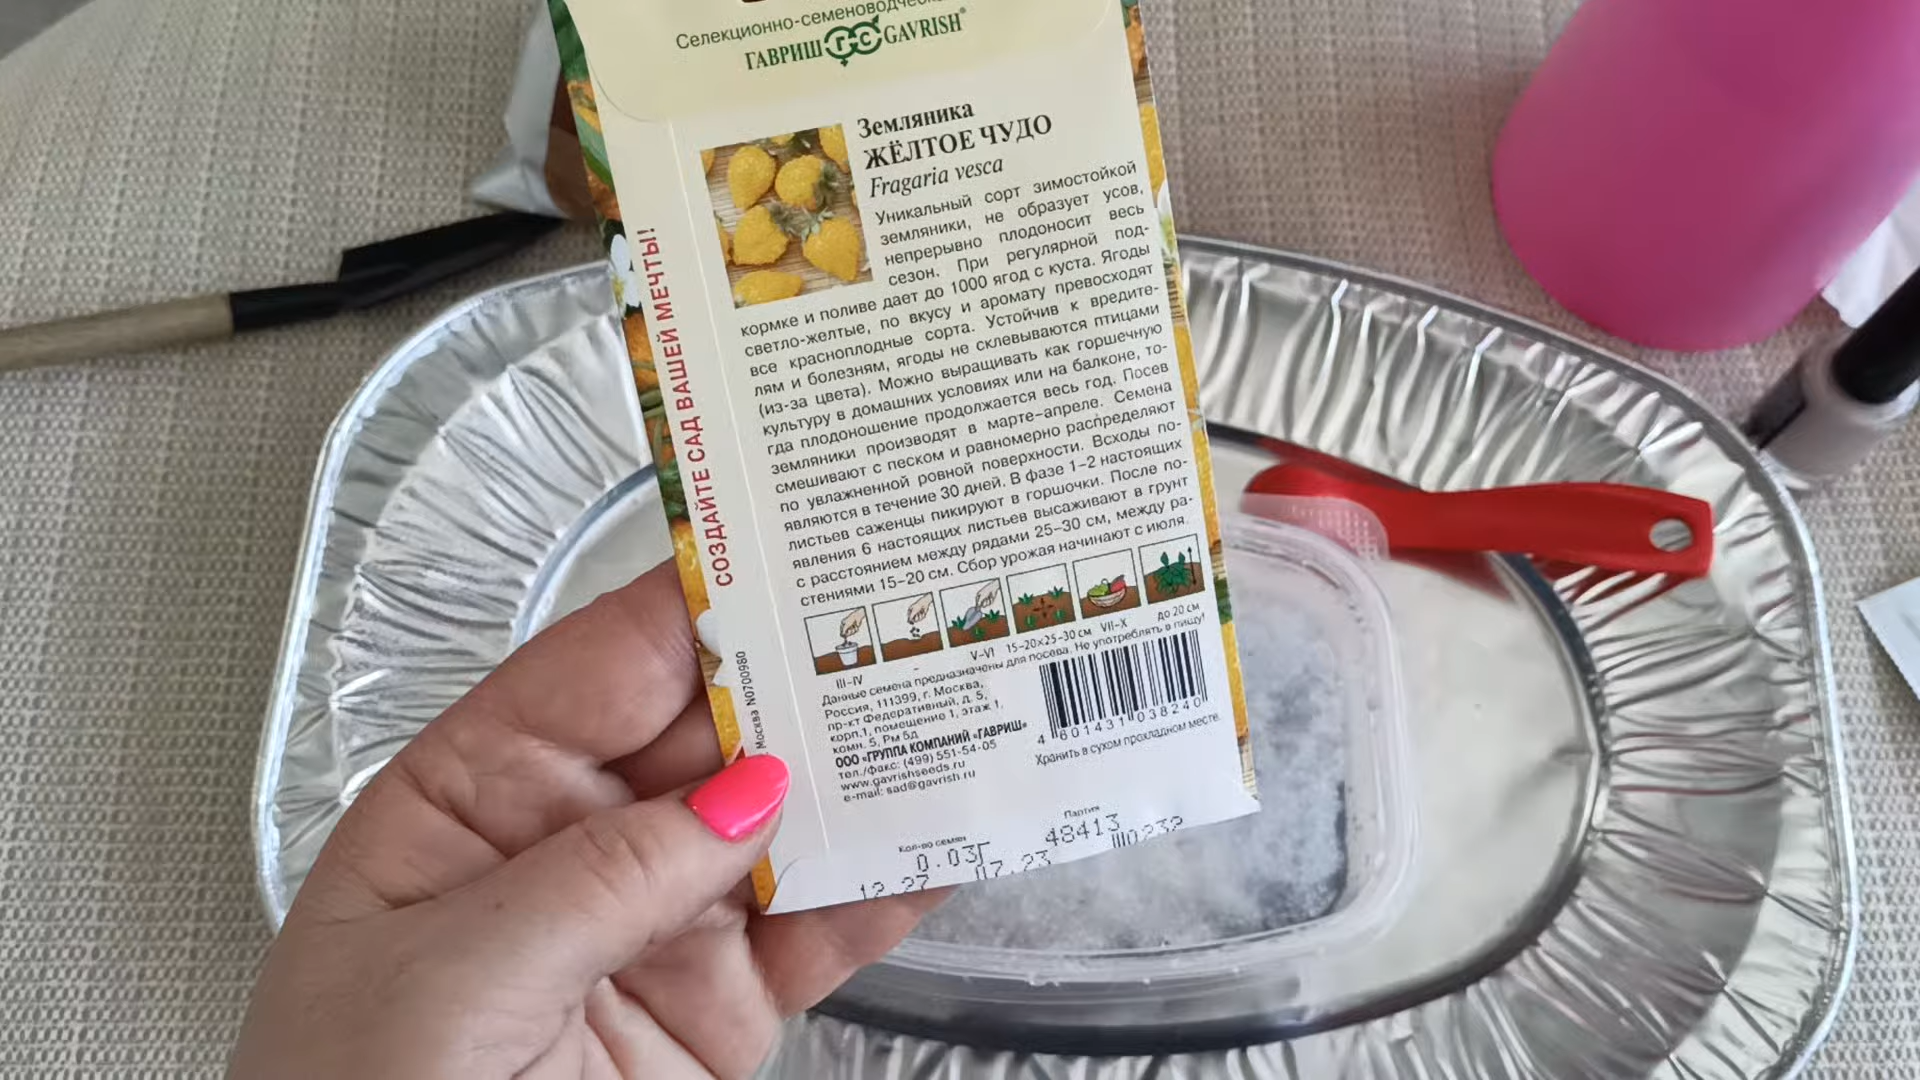 Селекционно-семеноводческ
ГАВРИШ ГС GAVRISH®
Земляника
ЖЁЛТОЕ ЧУДО
Fragaria vesca
Уникальный сорт зимостойкой
земляники, не образует усов,
непрерывно плодоносит весь
сезон. При регулярной под-
кормке и поливе дает до 1000 ягод с куста. Ягоды
светло-желтые, по вкусу и аромату превосходят
все красноплодные сорта. Устойчив к вредите-
лям и болезням, ягоды не склевываются птицами
(из-за цвета). Можно выращивать как горшечную
культуру в домашних условиях или на балконе, то-
гда плодоношение продолжается весь год. Посев
земляники производят в марте–апреле. Семена
смешивают с песком и равномерно распределяют
по увлажненной ровной поверхности. Всходы по-
являются в течение 30 дней. В фазе 1–2 настоящих
листьев саженцы пикируют в горшочки. После по-
явления 6 настоящих листьев высаживают в грунт
с расстоянием между рядами 25–30 см, между ра-
стениями 15–20 см. Сбор урожая начинают с июля.
III–IV
–
V–VI
15–20x25–30 см
VII–X
до 20 см
Данные семена предназначены для посева. Не употреблять в пищу!
Россия, 111399, г. Москва,
пр-кт Федеративный, д. 5,
корп.1, помещение 1, этаж 1,
комн. 5, Рм 5д
ООО «ГРУППА КОМПАНИЙ «ГАВРИШ»
тел./факс: (499) 551-54-05
www.gavrishseeds.ru
e-mail: sad@gavrish.ru
4 601431 038240
Хранить в сухом прохладном месте.
Кол-во семян
0.03Г
Партия
48413
12.27
07.23
СОЗДАЙТЕ САД ВАШЕЙ МЕЧТЫ!
Москва N0700980